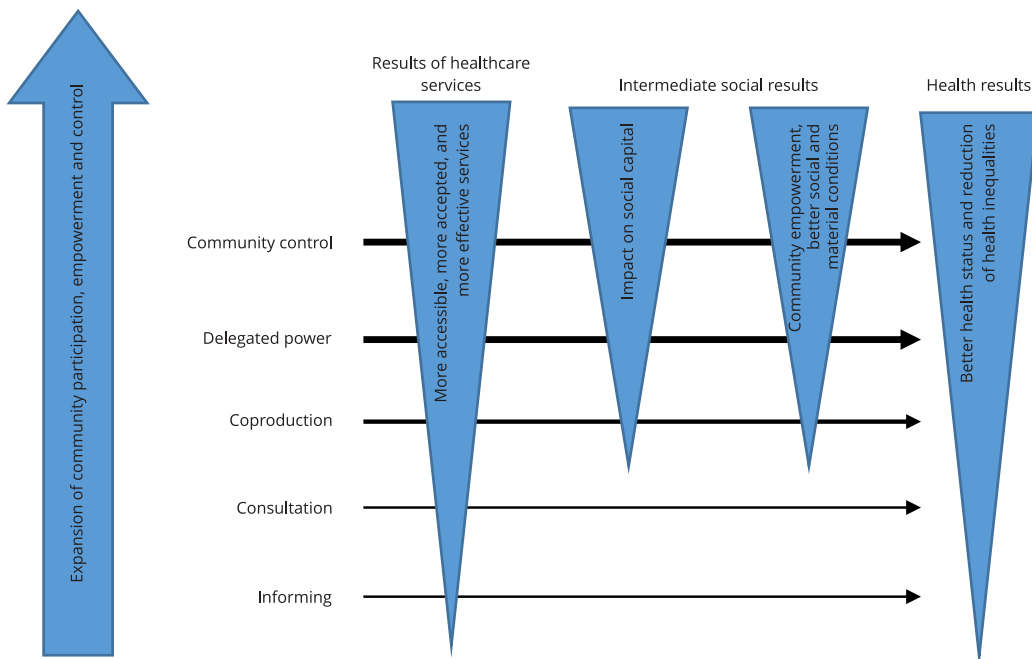 Expansion of community participation, empowerment and control
Results of healthcare
services
Intermediate social results
Health results
More accessible, more accepted, and
more effective services
Impact on social capital
Community empowerment,
better social and
material conditions
Better health status and reduction
of health inequalities
Community control
Delegated power
Coproduction
Consultation
Informing